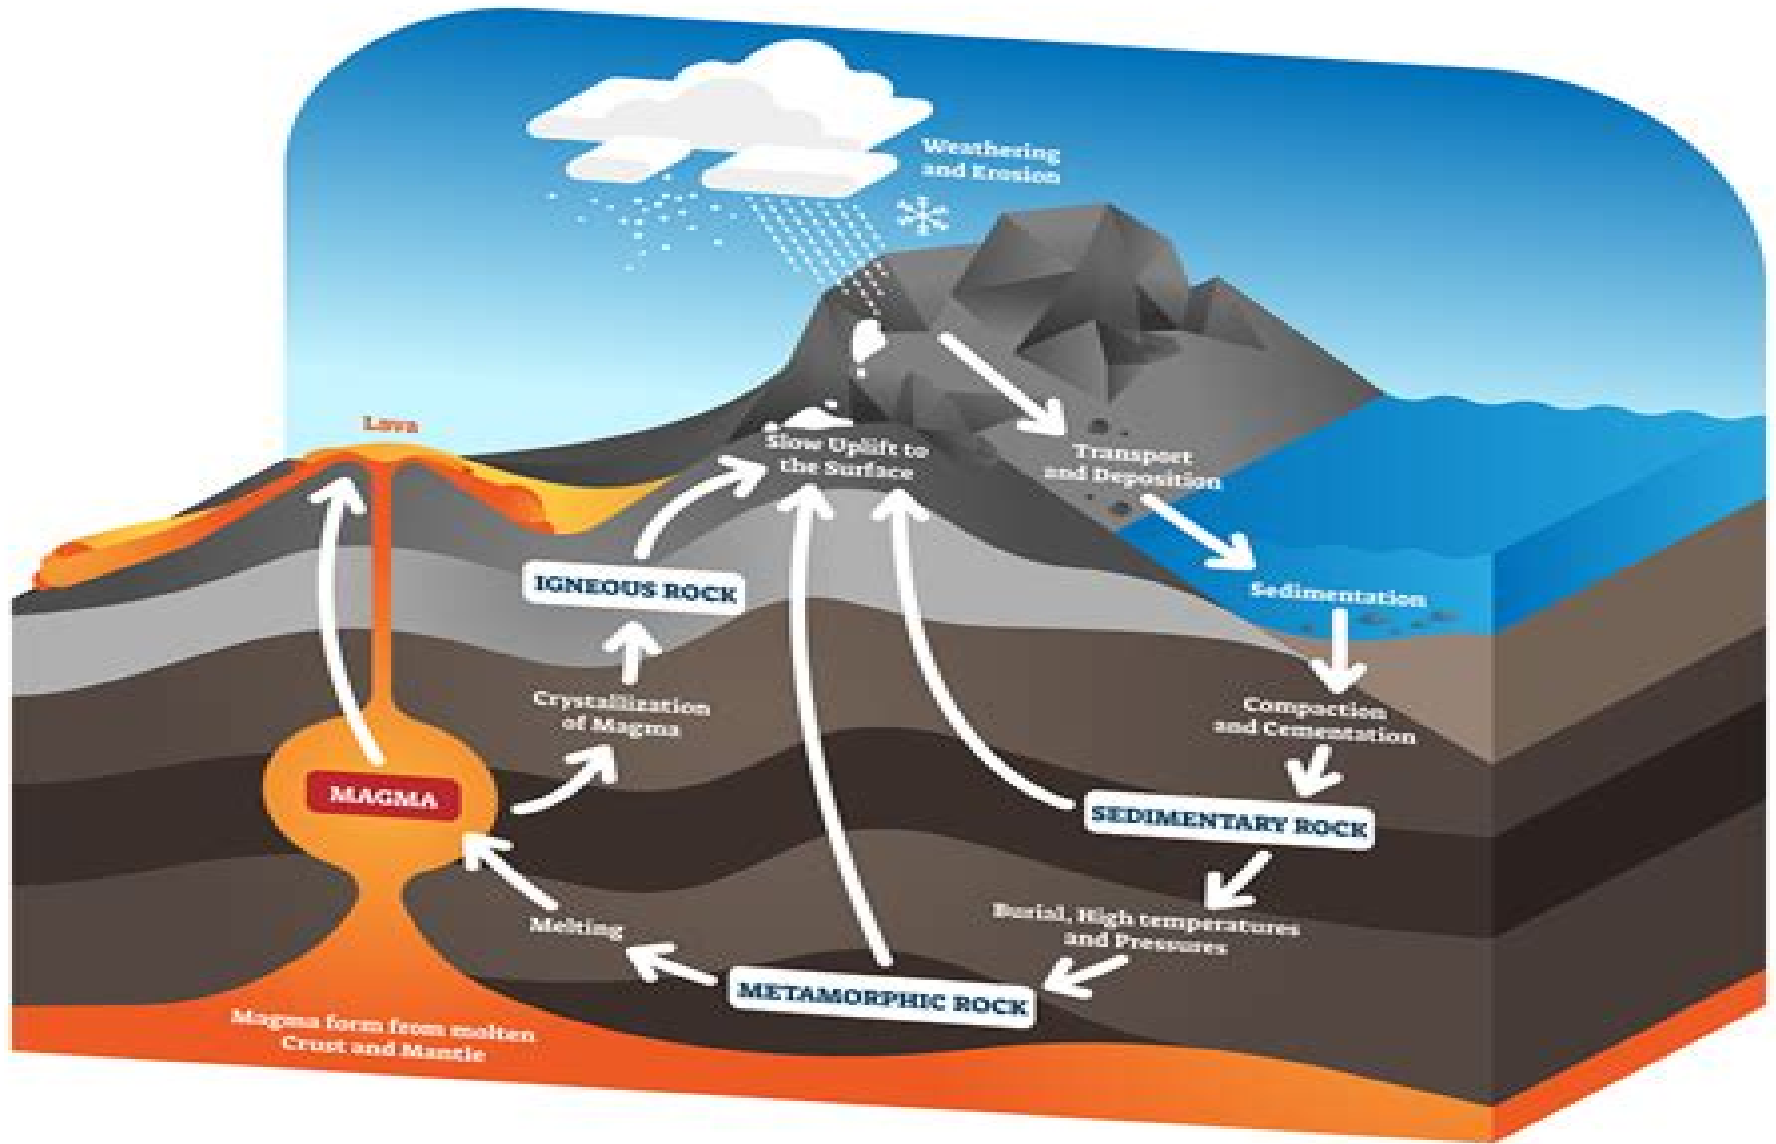 Weathering
and Erosion
Lava
Slow Uplift to
the Surface
Transport
and Deposition
IGNEOUS ROCK
Sedimentation
Crystallization
of Magma
Compaction
and Cementation
MAGMA
SEDIMENTARY ROCK
Burial, High temperatures
and Pressures
Melting
METAMORPHIC ROCK
Magma form from molten
Crust and Mantle